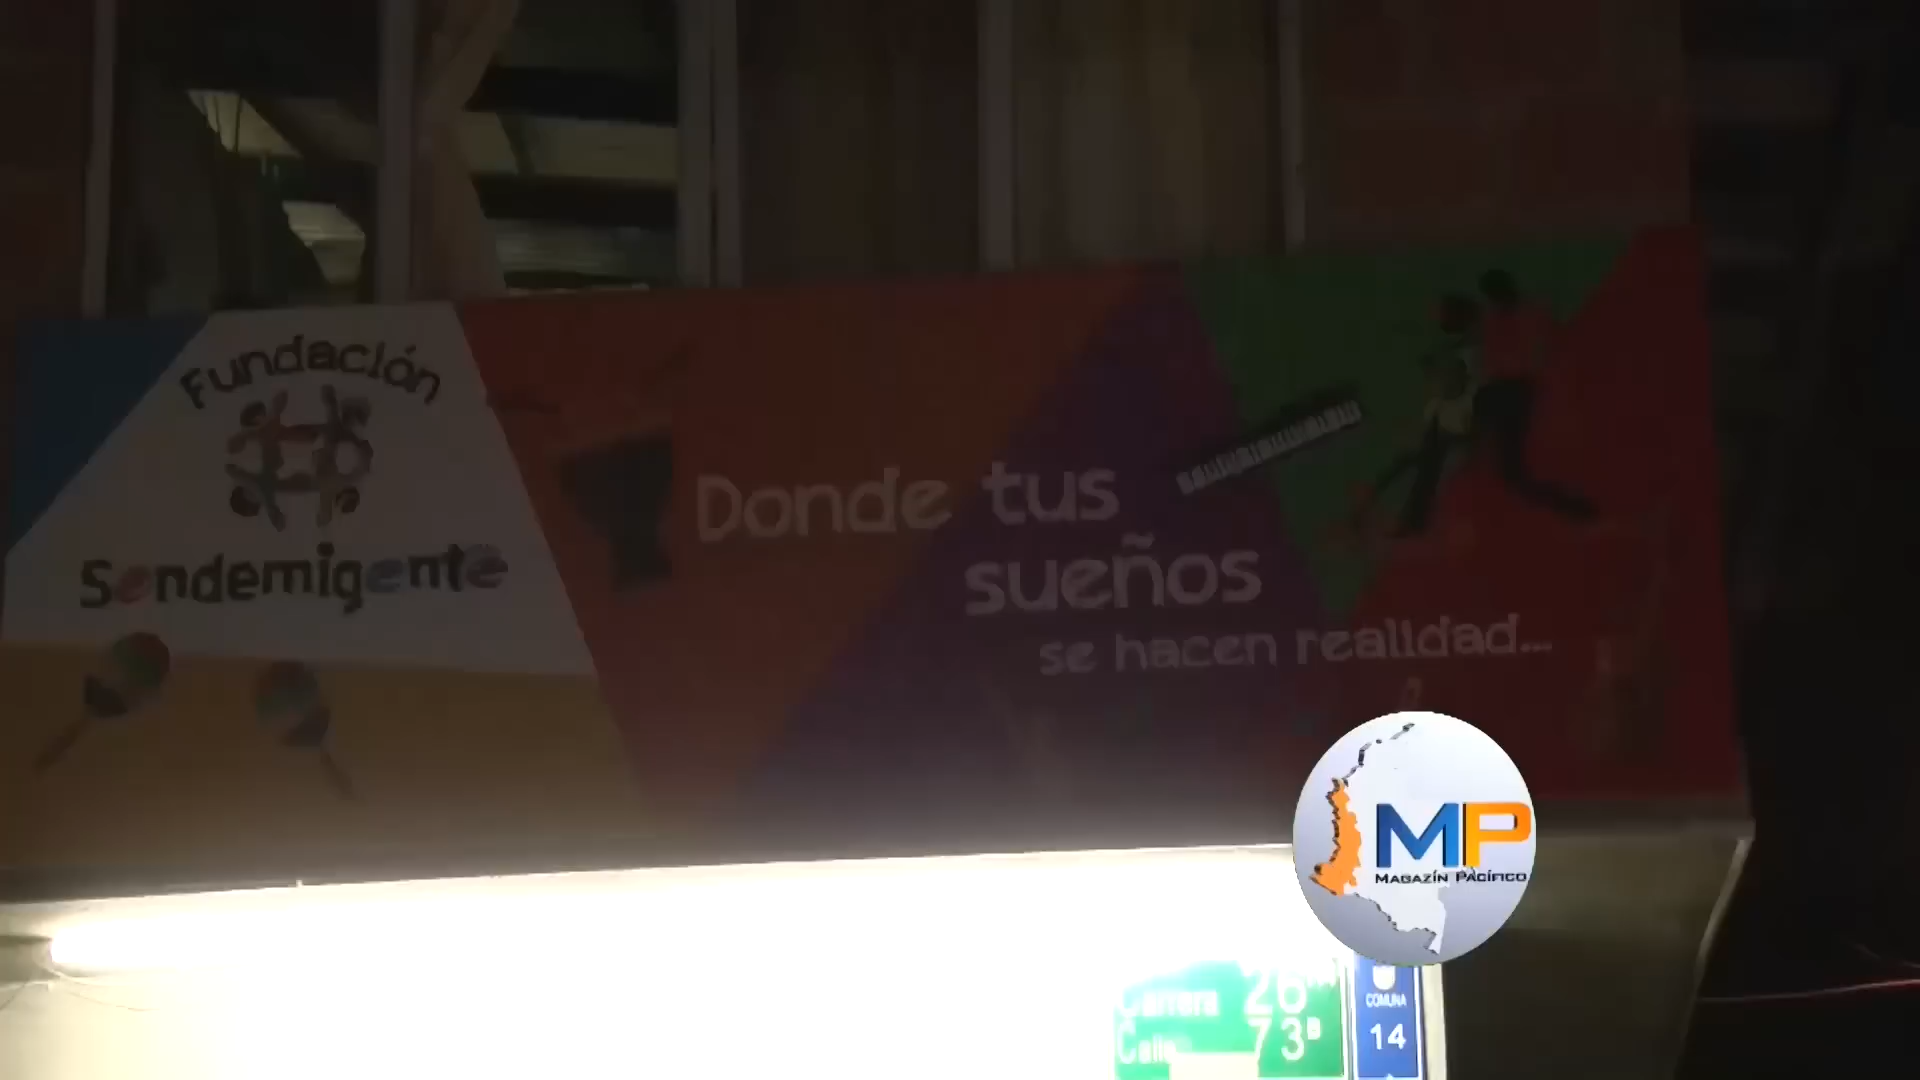 Fundación
Sondemigente
Donde tus
sueños
se hacen realidad...
MP
MAGAZÍN PACÍFICO
Carrera 26
Calle 73B
COMUNA
14